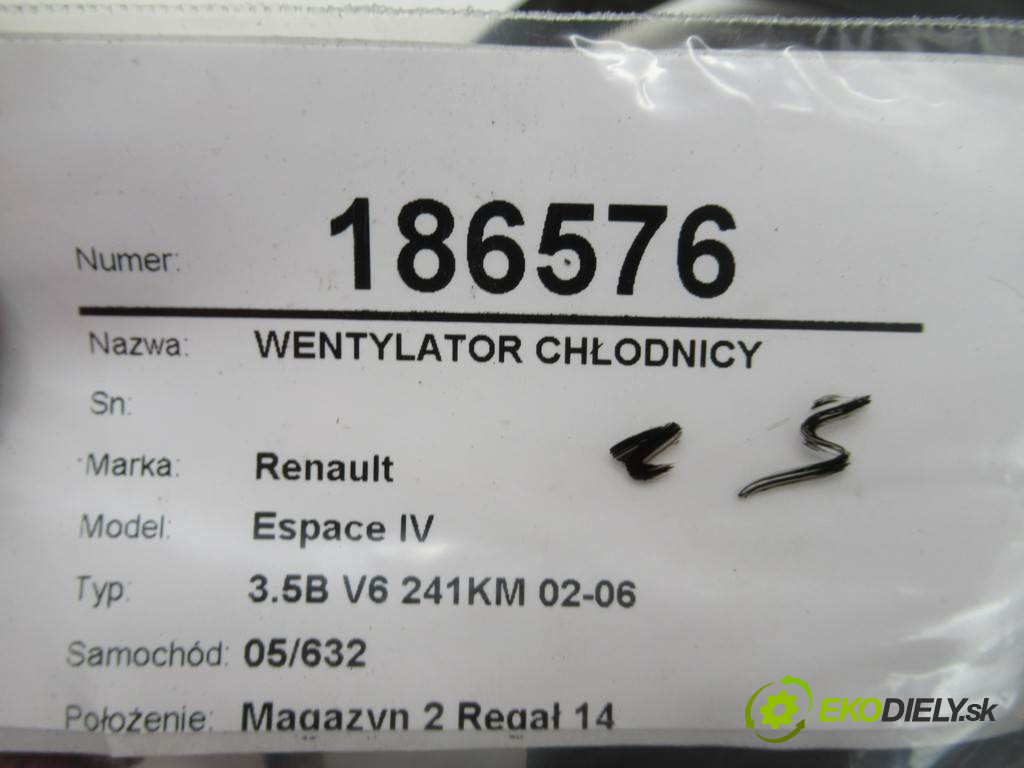 Numer: 186576
Nazwa: WENTYLATOR CHŁODNICY
Sn:
Marka: Renault
Model: Espace IV
Typ: 3.5B V6 241KM 02-06
Samochód: 05/632
Położenie: Magazyn 2 Regał 14
EKODIELY.sk